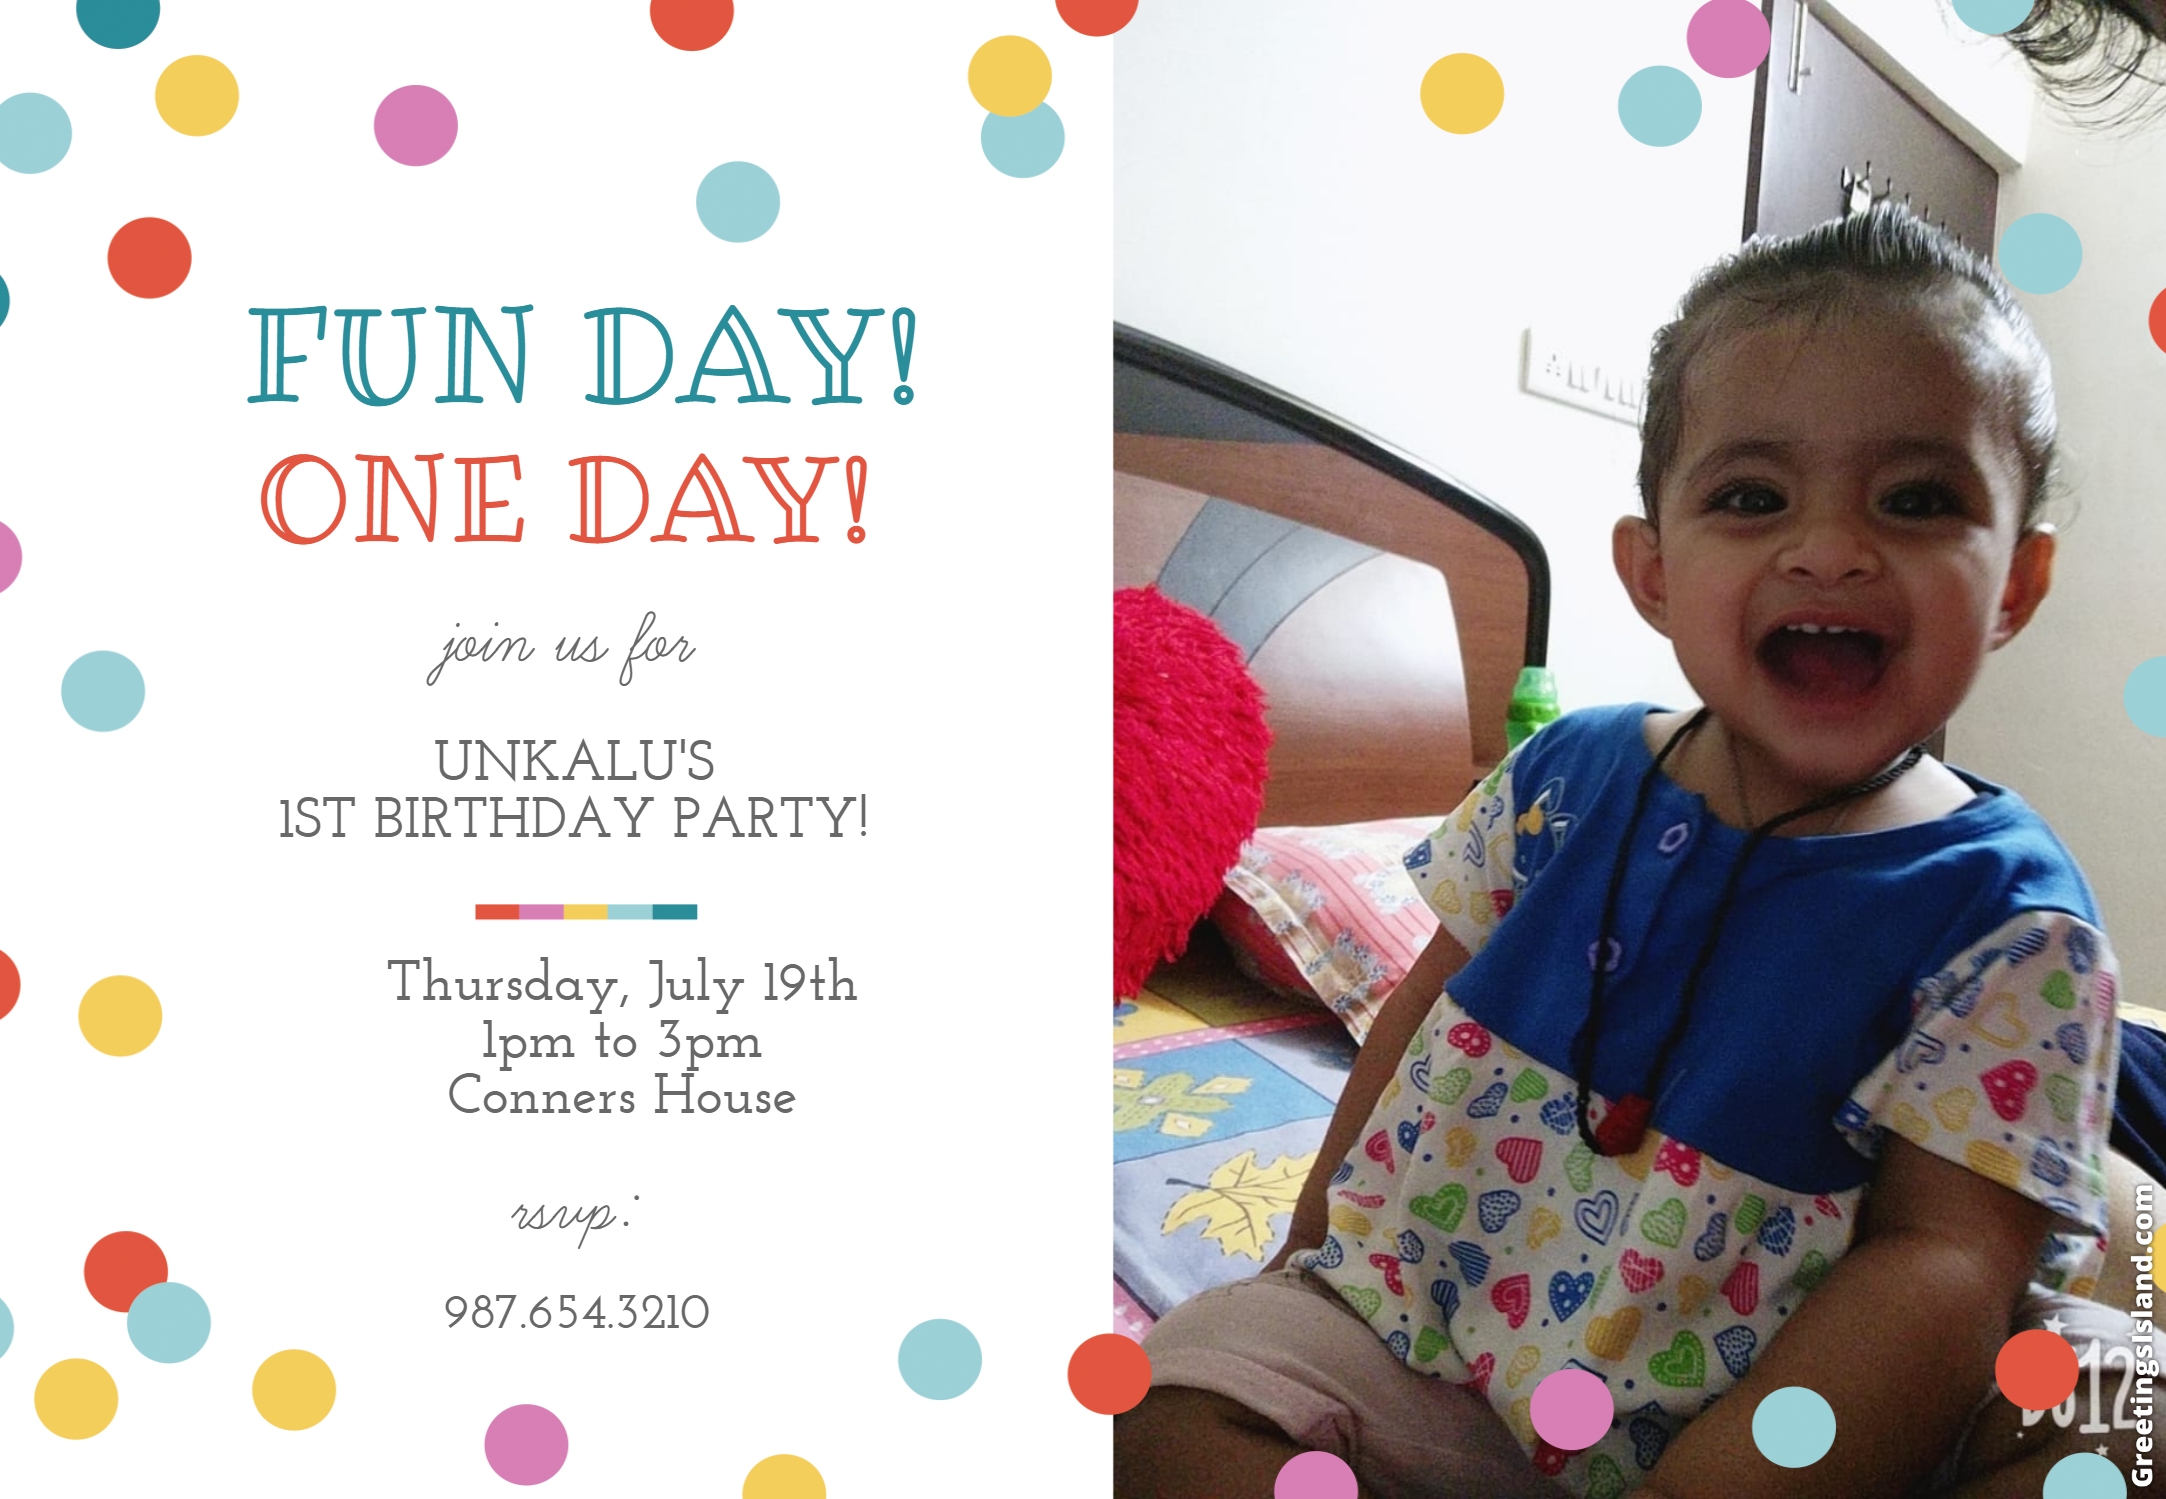 FUN DAY!
ONE DAY!
join us for
UNKALU'S
1ST BIRTHDAY PARTY!
Thursday, July 19th
1pm to 3pm
Conners House
rsvp:
987.654.3210
GreetingsIsland.com